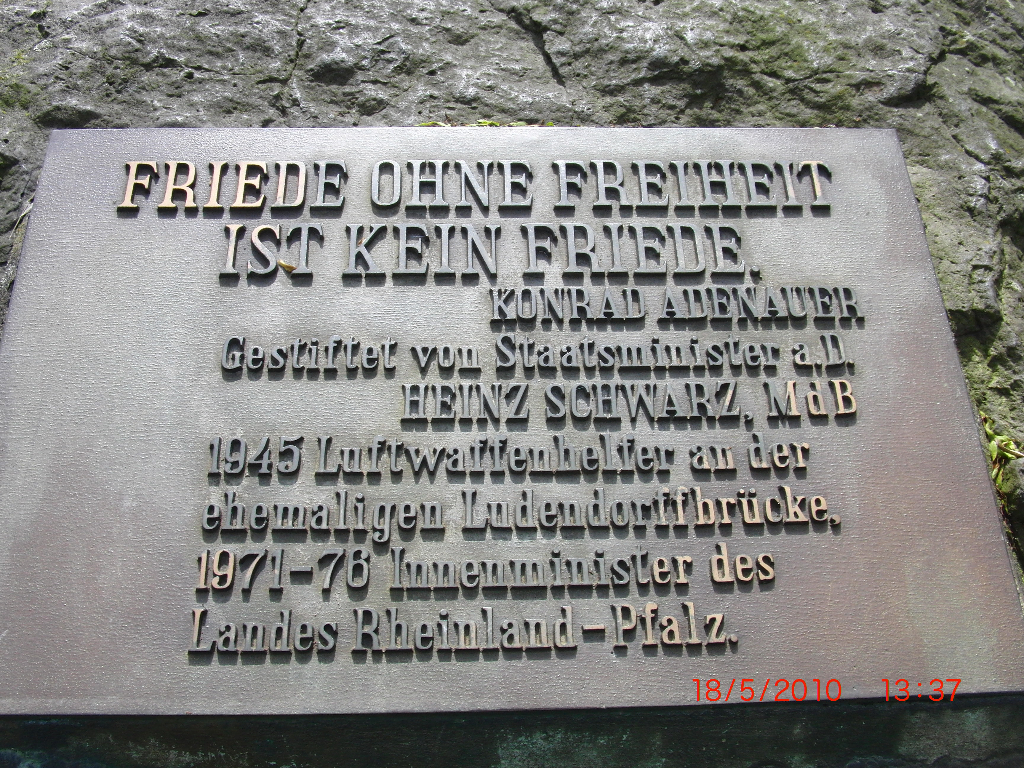 FRIEDE OHNE FREIHEIT
IST KEIN FRIEDE.
KONRAD ADENAUER
Gestiftet von Staatsminister a.D.
HEINZ SCHWARZ, MdB
1945 Luftwaffenhelfer an der
ehemaligen Ludendorffbrücke,
1971-76 Innenminister des
Landes Rheinland-Pfalz.
18/5/2010 13:37